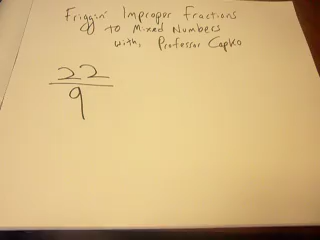 Friggin' Improper Fractions
to Mixed Numbers
with, Professor Capko
22
9